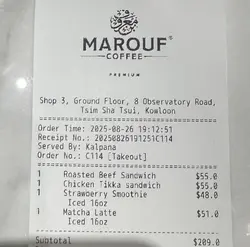 MAROUF®
COFFEE
PREMIUM
Shop 3, Ground Floor, 8 Observatory Road,
Tsim Sha Tsui, Kowloon
Order Time: 2025-08-26 19:12:51
Receipt No.: 20250826191251C114
Served By: Kalpana
Order No.: C114 [Takeout]
1 Roasted Beef Sandwich $55.0
1 Chicken Tikka sandwich $55.0
1 Strawberry Smoothie $48.0
Iced 16oz
1 Matcha Latte $51.0
Iced 16oz
Subtotal $209.0